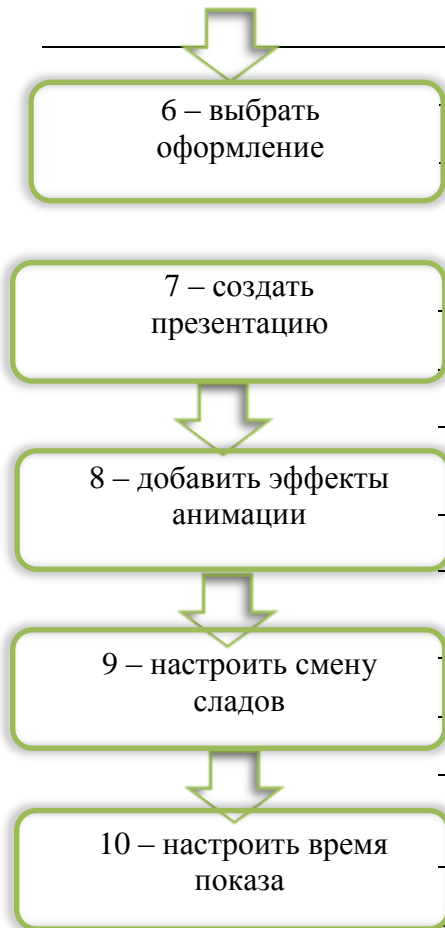 6 – выбрать
оформление
7 – создать
презентацию
8 – добавить эффекты
анимации
9 – настроить смену
сладов
10 – настроить время
показа